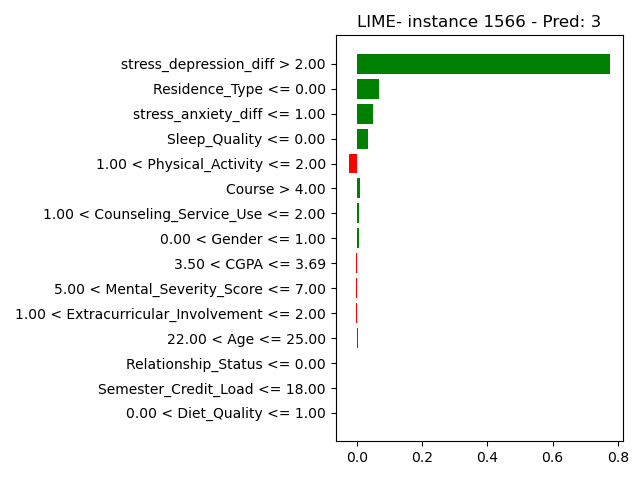 LIME- instance 1566 - Pred: 3
stress_depression_diff > 2.00
Residence_Type <= 0.00
stress_anxiety_diff <= 1.00
Sleep_Quality <= 0.00
1.00 < Physical_Activity <= 2.00
Course > 4.00
1.00 < Counseling_Service_Use <= 2.00
0.00 < Gender <= 1.00
3.50 < CGPA <= 3.69
5.00 < Mental_Severity_Score <= 7.00
1.00 < Extracurricular_Involvement <= 2.00
22.00 < Age <= 25.00
Relationship_Status <= 0.00
Semester_Credit_Load <= 18.00
0.00 < Diet_Quality <= 1.00
0.0 0.2 0.4 0.6 0.8